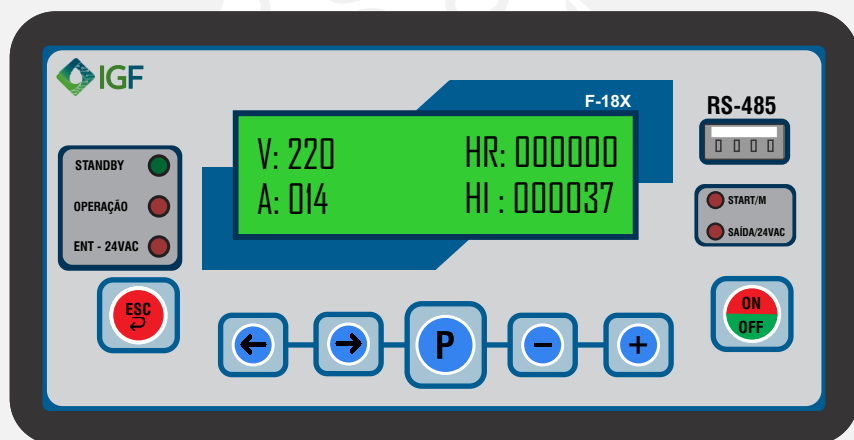 IGF
F-18X
RS-485
V: 220 HR: 000000
A: 014 HI : 000037
STANDBY
OPERAÇÃO
ENT - 24VAC
START/M
SAÍDA/24VAC
ESC
P
ON
OFF